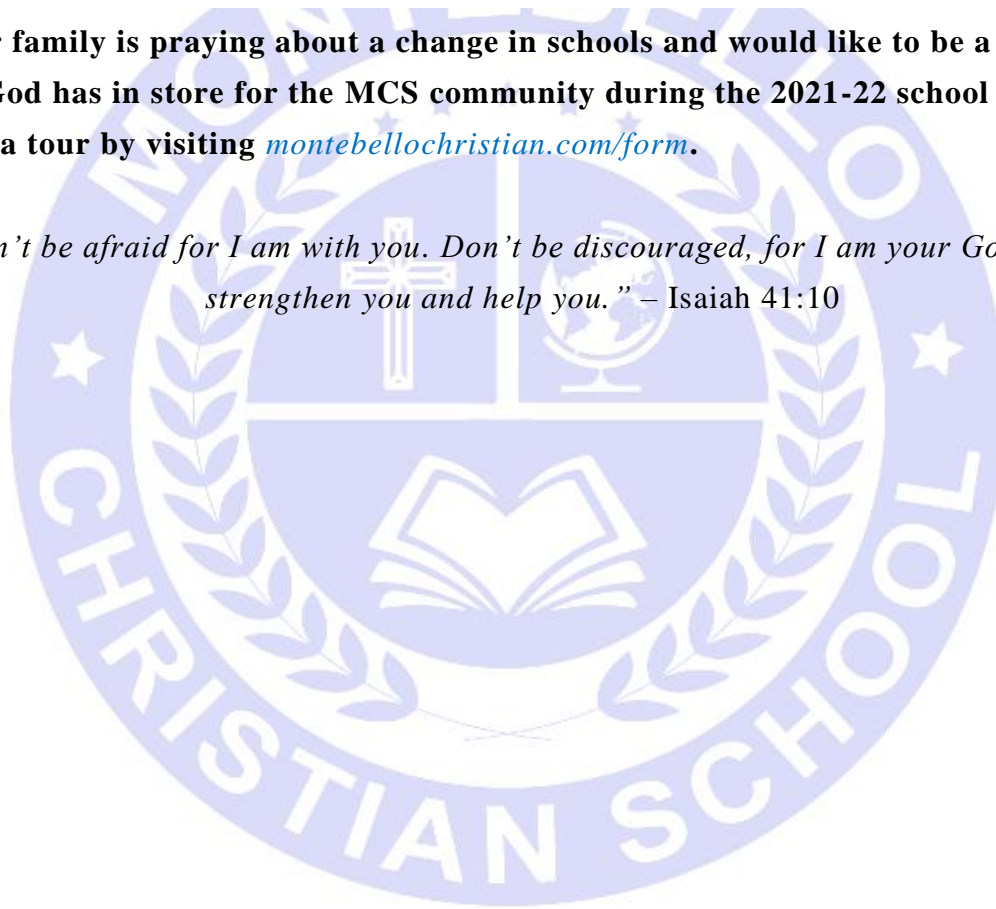 r family is praying about a change in schools and would like to be a
God has in store for the MCS community during the 2021-22 school
a tour by visiting montebellochristian.com/form.
n’t be afraid for I am with you. Don’t be discouraged, for I am your Go
strengthen you and help you.” – Isaiah 41:10
MONTEBELLO
CHRISTIAN SCHOOL